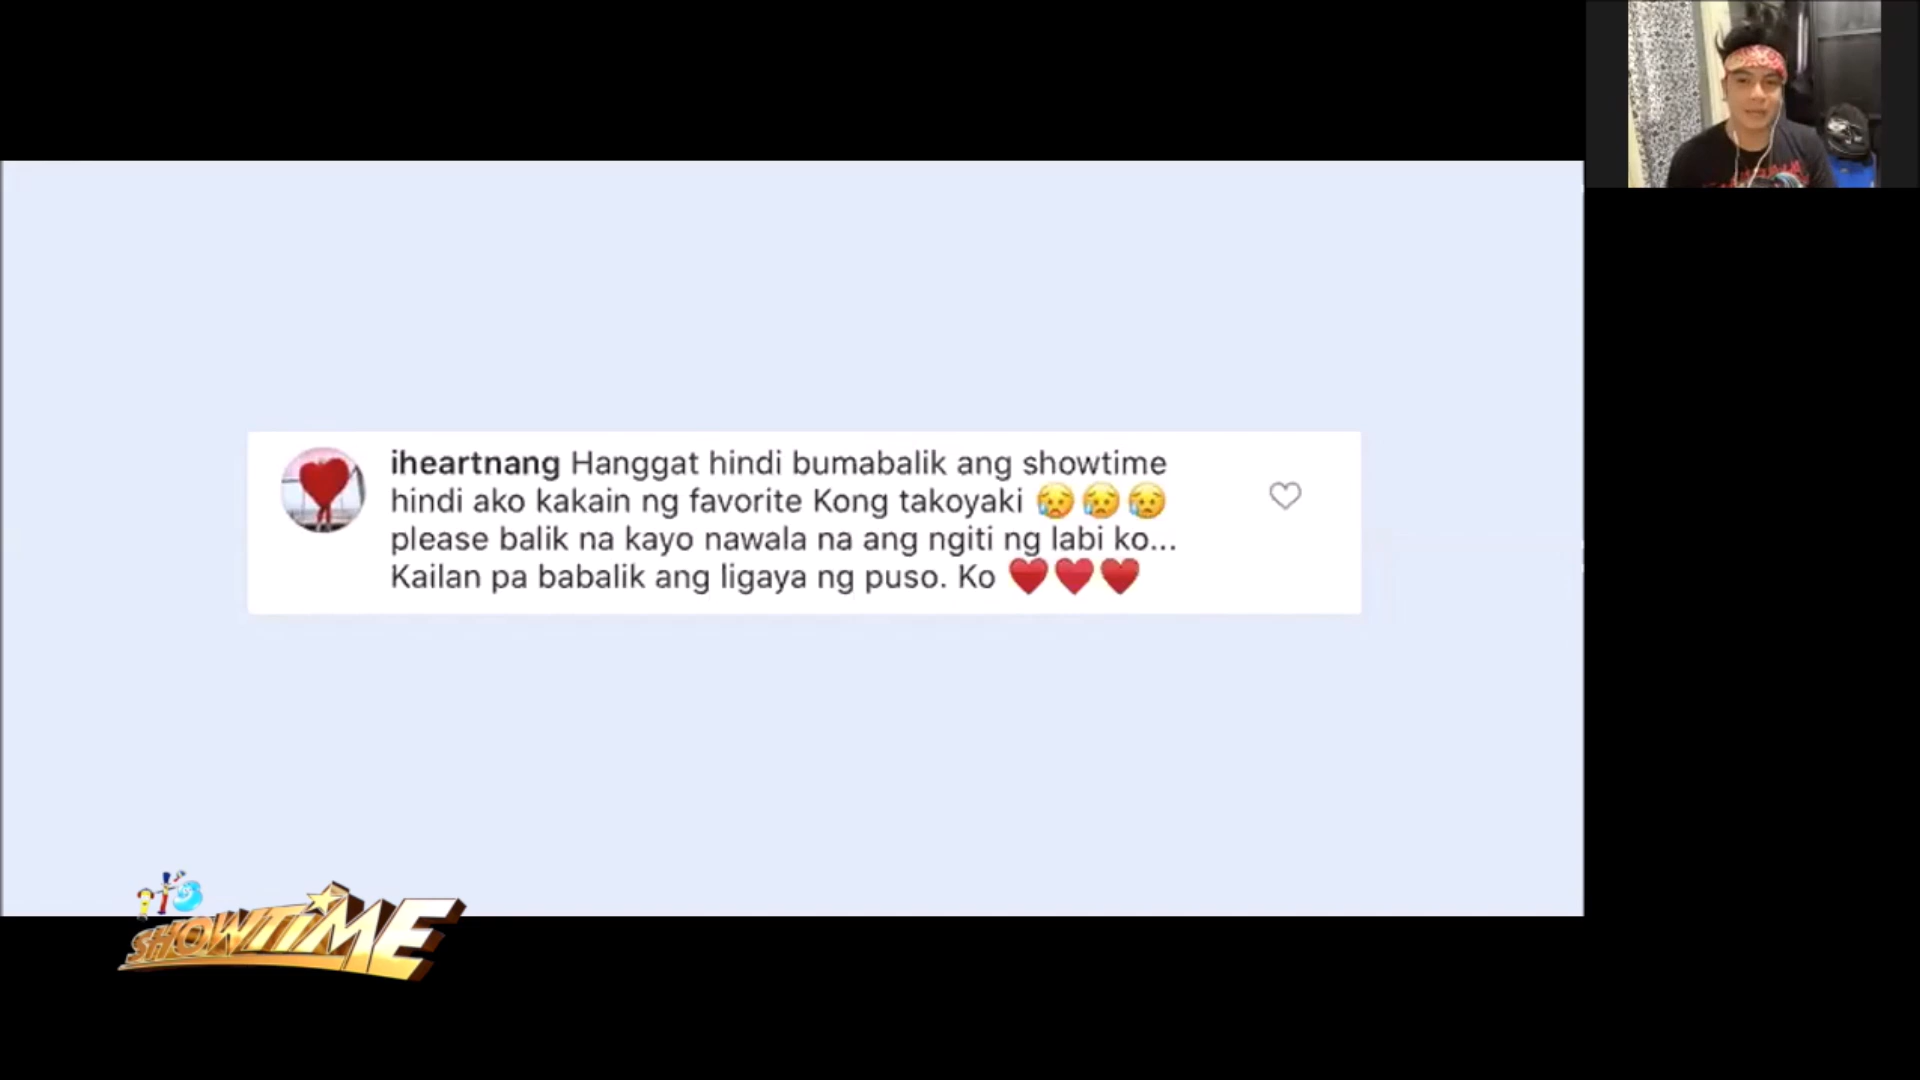 iheartnang Hanggat hindi bumabalik ang showtime
hindi ako kakain ng favorite Kong takoyaki 😥😥😥
please balik na kayo nawala na ang ngiti ng labi ko...
Kailan pa babalik ang ligaya ng puso. Ko ♥️♥️♥️
it's
SHOWTIME